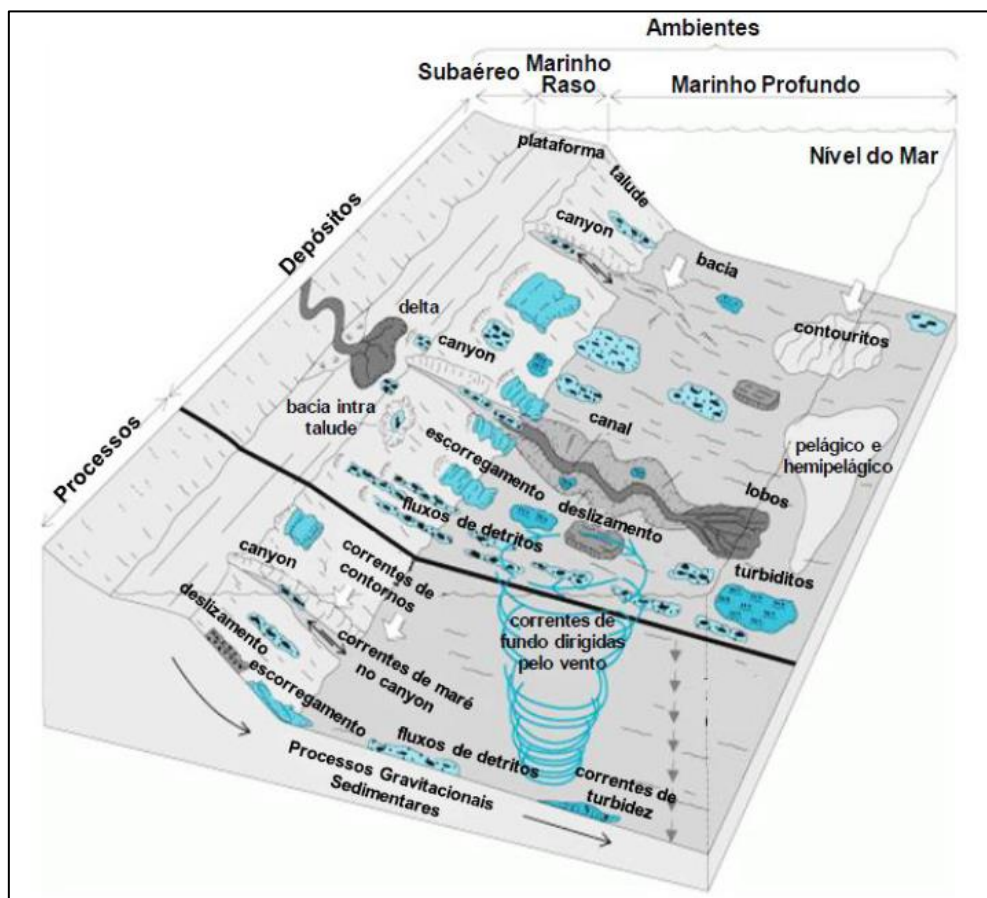 Ambientes
Subaéreo
Marinho
Raso
Marinho Profundo
Nível do Mar
plataforma
talude
Depósitos
canyon
bacia
contouritos
delta
canyon
bacia intra
talude
canal
pelágico e
hemipelágico
Processos
escorregamento
deslizamento
lobos
fluxos de detritos
turbiditos
canyon
correntes de
contornos
correntes de
fundo dirigidas
pelo vento
deslizamento
escorregamento
correntes de maré
no canyon
fluxos de detritos
correntes de
turbidez
Processos Gravitacionais
Sedimentares